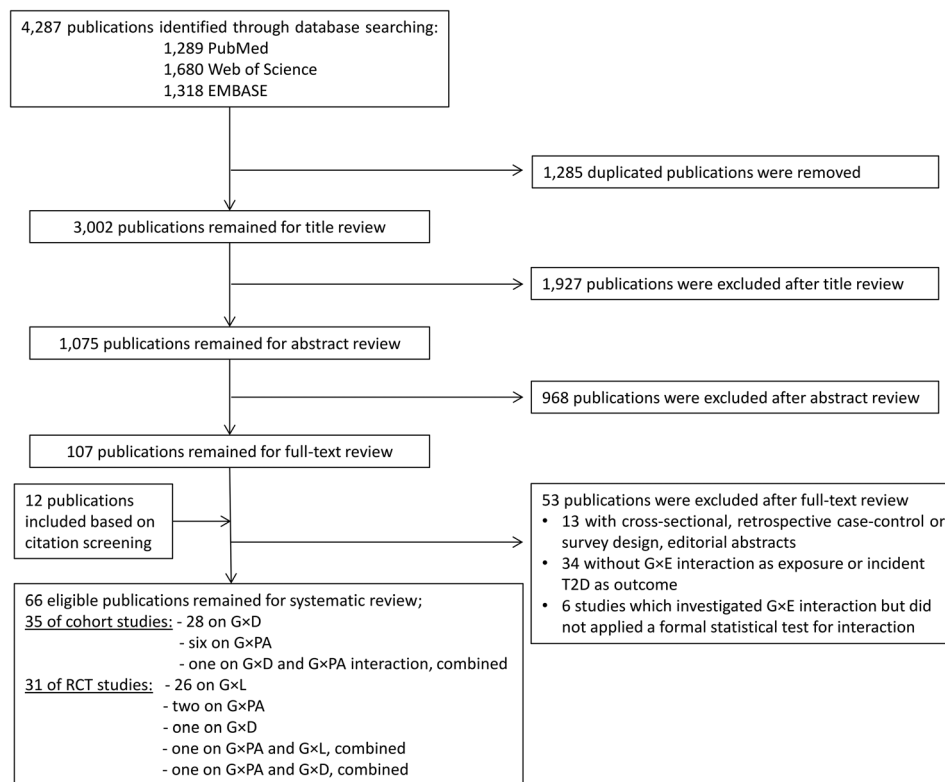 4,287 publications identified through database searching:
1,289 PubMed
1,680 Web of Science
1,318 EMBASE
1,285 duplicated publications were removed
3,002 publications remained for title review
1,927 publications were excluded after title review
1,075 publications remained for abstract review
968 publications were excluded after abstract review
107 publications remained for full-text review
12 publications
included based on
citation screening
53 publications were excluded after full-text review
• 13 with cross-sectional, retrospective case-control or
survey design, editorial abstracts
• 34 without G×E interaction as exposure or incident
T2D as outcome
• 6 studies which investigated G×E interaction but did
not applied a formal statistical test for interaction
66 eligible publications remained for systematic review;
35 of cohort studies: - 28 on G×D
- six on G×PA
- one on G×D and G×PA interaction, combined
31 of RCT studies: - 26 on G×L
- two on G×PA
- one on G×D
- one on G×PA and G×L, combined
- one on G×PA and G×D, combined